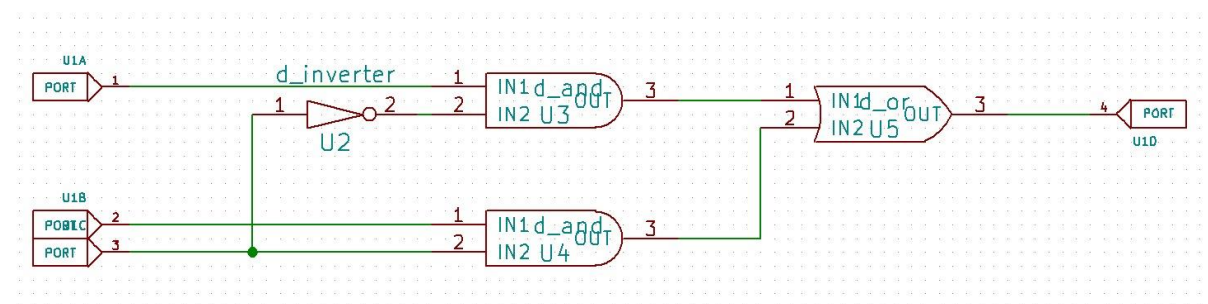 U1A
PORT 1
d_inverter
1 2
U2
1 IN1 d_and
2 IN2 OUT 3
U3
1 IN1 d_or
2 IN2 OUT 3
U5
4 PORT
U1D
U1B
PORT 2
U1C
PORT 3
1 IN1 d_and
2 IN2 OUT 3
U4